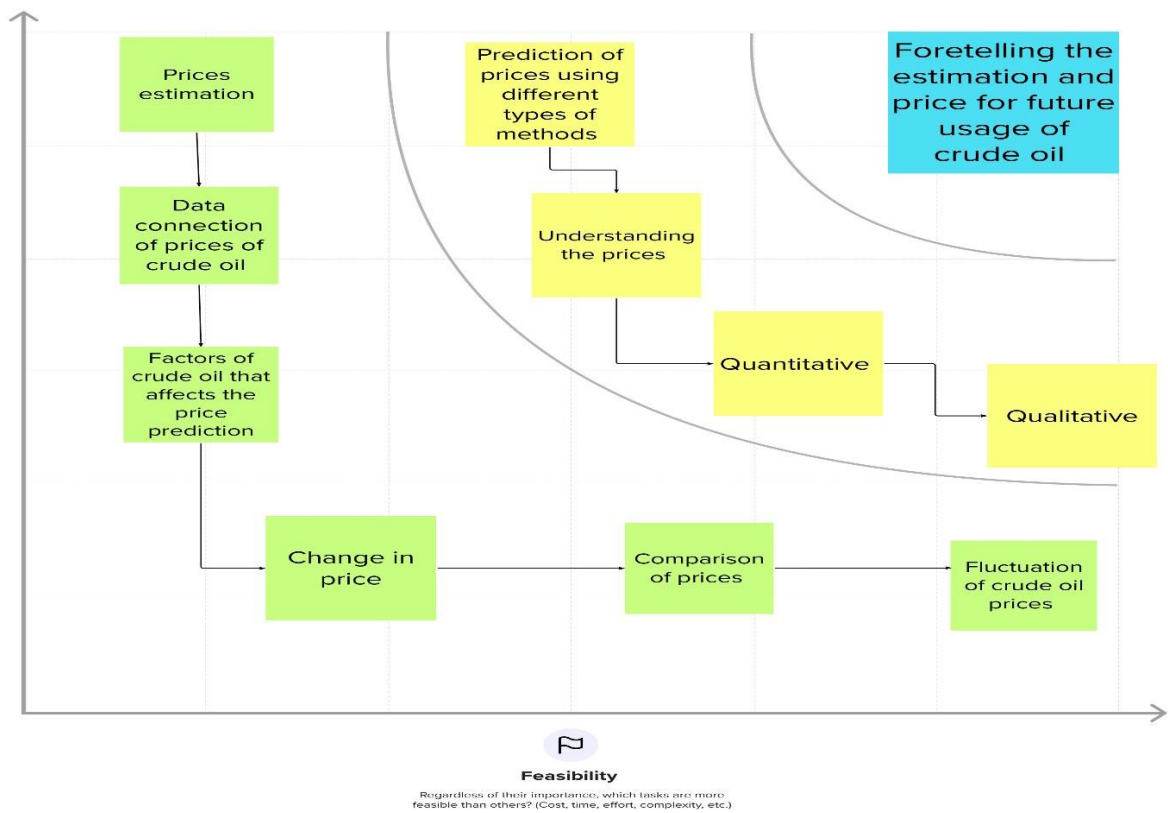 Prices
estimation
Data
connection
of prices of
crude oil
Factors of
crude oil that
affects the
price
prediction
Change in
price
Comparison
of prices
Fluctuation
of crude oil
prices
Prediction of
prices using
different
types of
methods
Understanding
the prices
Quantitative
Qualitative
Foretelling the
estimation and
price for future
usage of
crude oil
Feasibility
Regardless of their importance, which tasks are more
feasible than others? (Cost, time, effort, complexity, etc.)